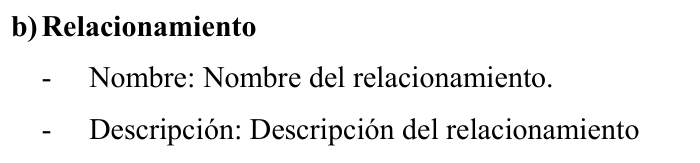 b) Relacionamiento
- Nombre: Nombre del relacionamiento.
- Descripción: Descripción del relacionamiento